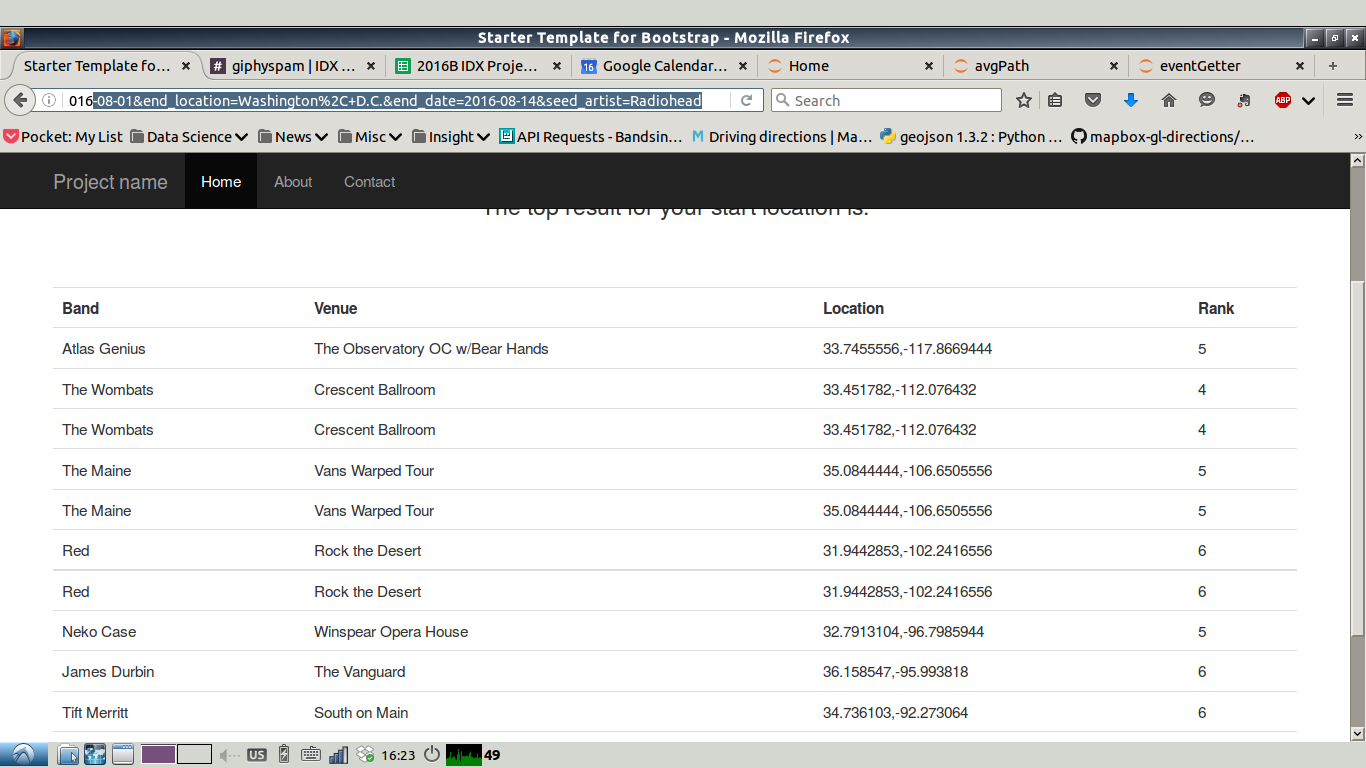 Starter Template for Bootstrap - Mozilla Firefox
Starter Template fo... giphyspam | IDX ... 2016B IDX Proje... 16 Google Calendar... Home avgPath eventGetter
016-08-01&end_location=Washington%2C+D.C.&end_date=2016-08-14&seed_artist=Radiohead Search ABP
Pocket: My List Data Science News Misc Insight API Requests - Bandsin... M Driving directions | Ma... geojson 1.3.2 : Python ... mapbox-gl-directions/... »
Project name Home About Contact
The top result for your start location is:
Band Venue Location Rank
Atlas Genius The Observatory OC w/Bear Hands 33.7455556,-117.8669444 5
The Wombats Crescent Ballroom 33.451782,-112.076432 4
The Wombats Crescent Ballroom 33.451782,-112.076432 4
The Maine Vans Warped Tour 35.0844444,-106.6505556 5
The Maine Vans Warped Tour 35.0844444,-106.6505556 5
Red Rock the Desert 31.9442853,-102.2416556 6
Red Rock the Desert 31.9442853,-102.2416556 6
Neko Case Winspear Opera House 32.7913104,-96.7985944 5
James Durbin The Vanguard 36.158547,-95.993818 6
Tift Merritt South on Main 34.736103,-92.273064 6
US 16:23 49